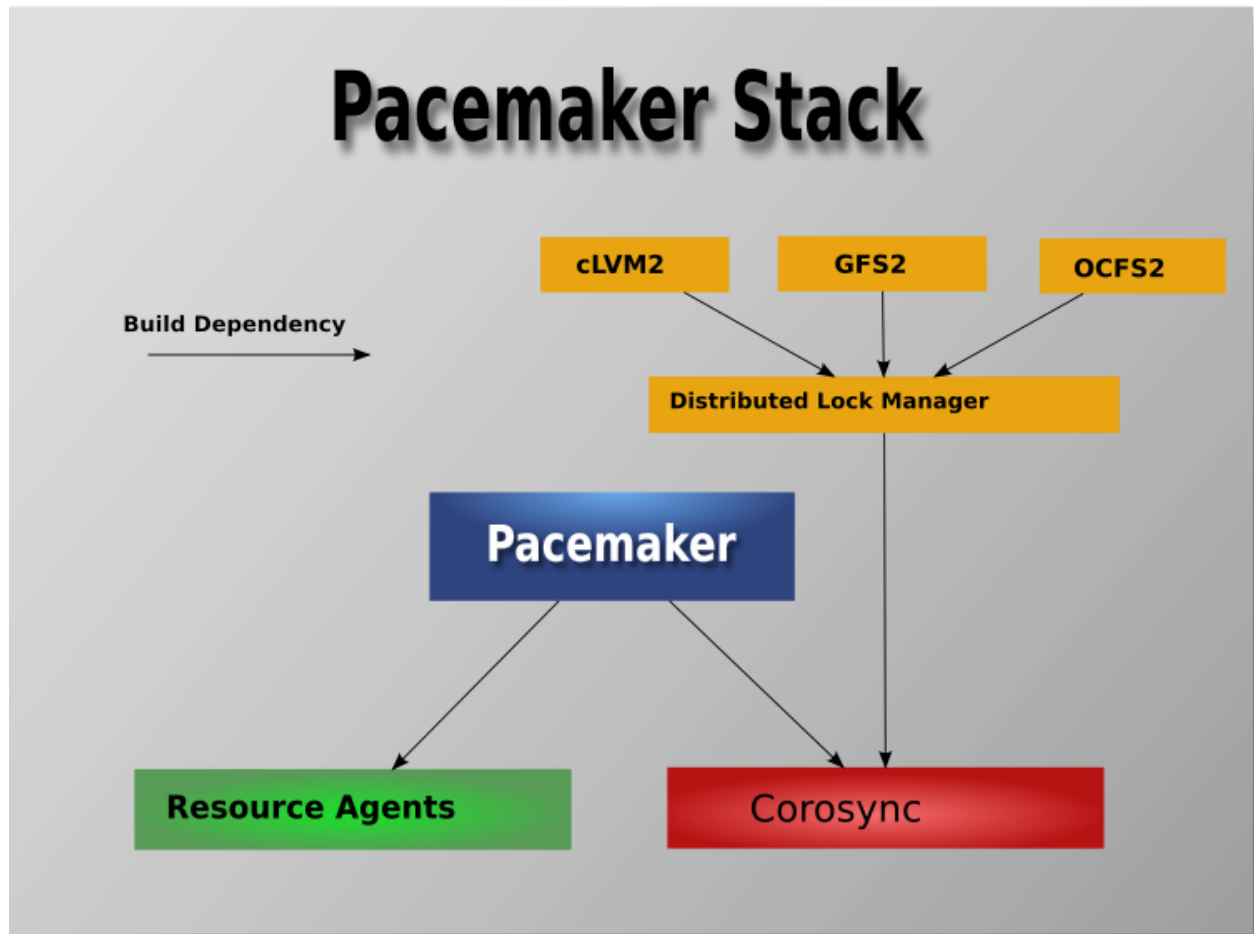 Pacemaker Stack
cLVM2
GFS2
OCFS2
Build Dependency
Distributed Lock Manager
Pacemaker
Resource Agents
Corosync